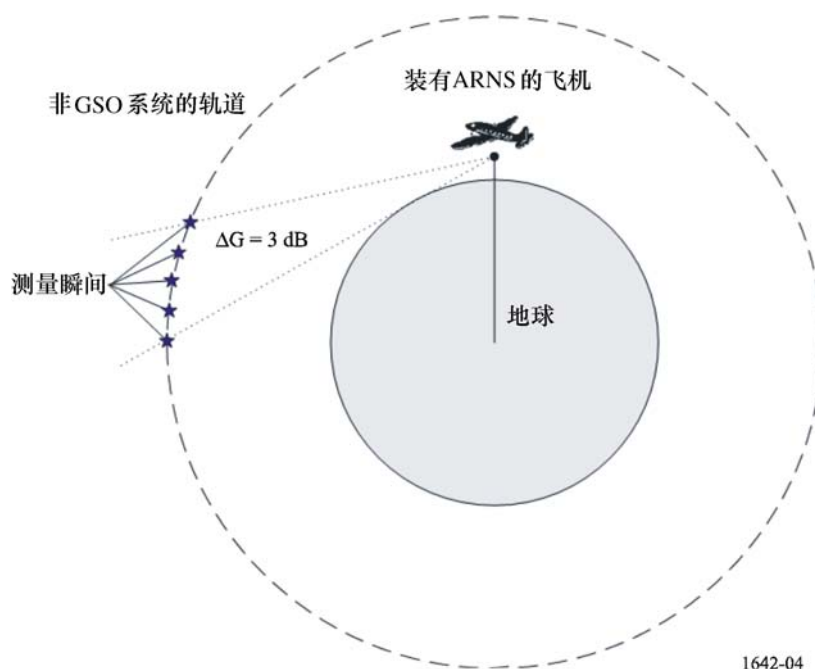 装有ARNS的飞机
非GSO系统的轨道
ΔG = 3 dB
测量瞬间
地球
1642-04